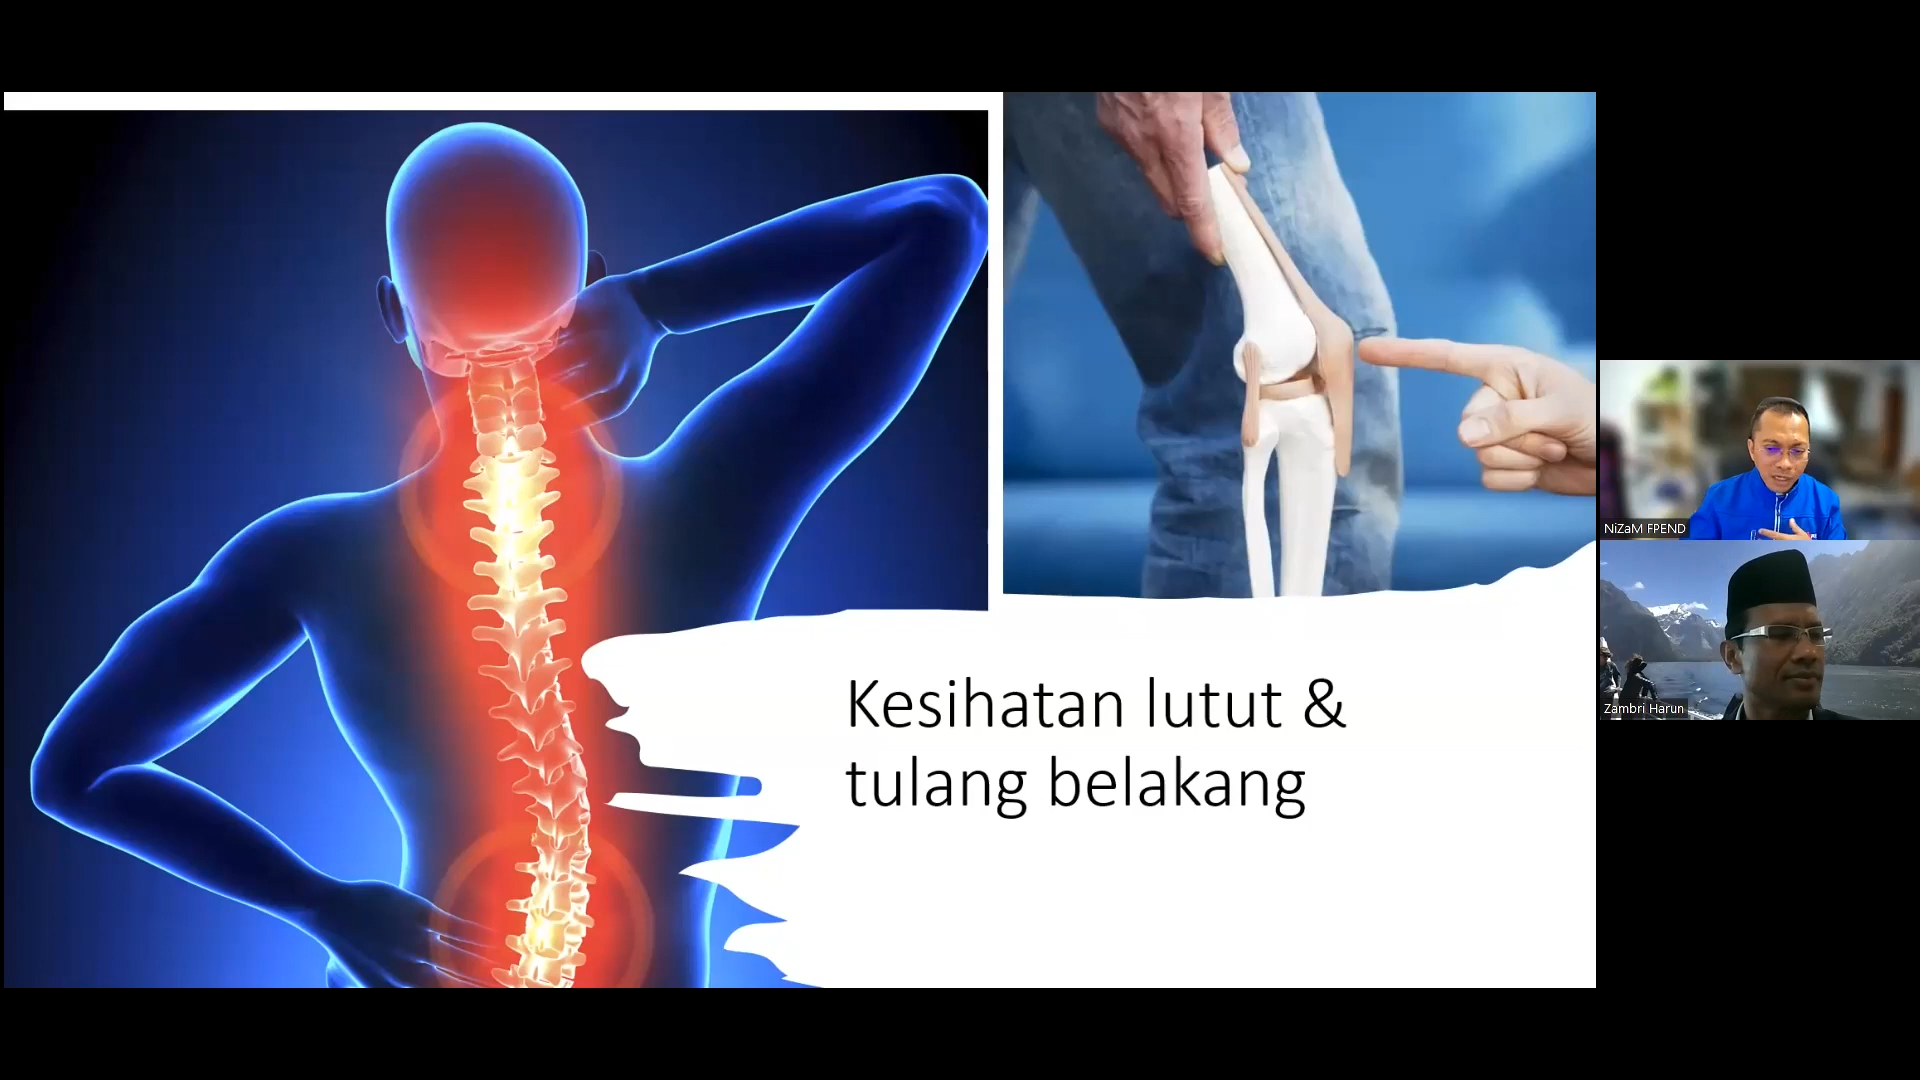 Kesihatan lutut &
tulang belakang
NiZaM FPEND
Zambri Harun